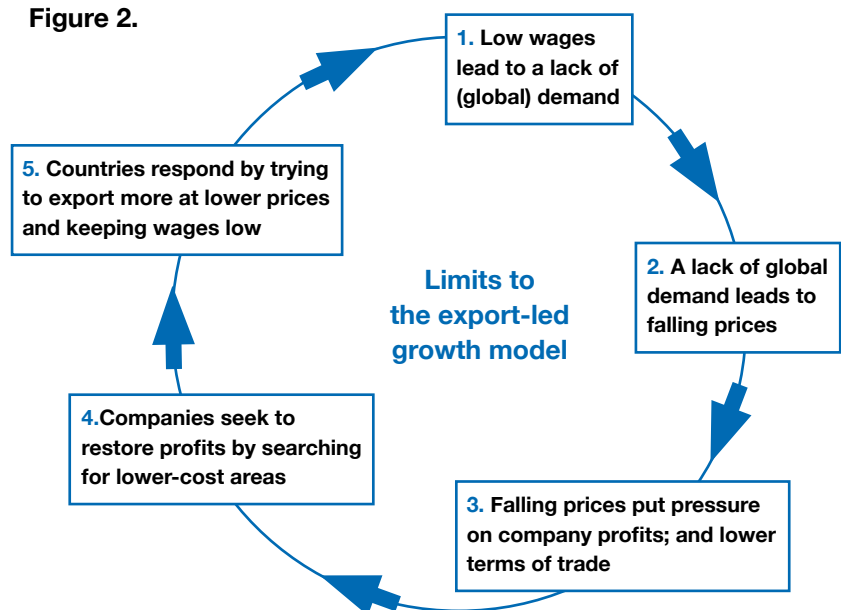 Figure 2.
1. Low wages
lead to a lack of
(global) demand
2. A lack of global
demand leads to
falling prices
3. Falling prices put pressure
on company profits; and lower
terms of trade
4.Companies seek to
restore profits by searching
for lower-cost areas
5. Countries respond by trying
to export more at lower prices
and keeping wages low
Limits to
the export-led
growth model